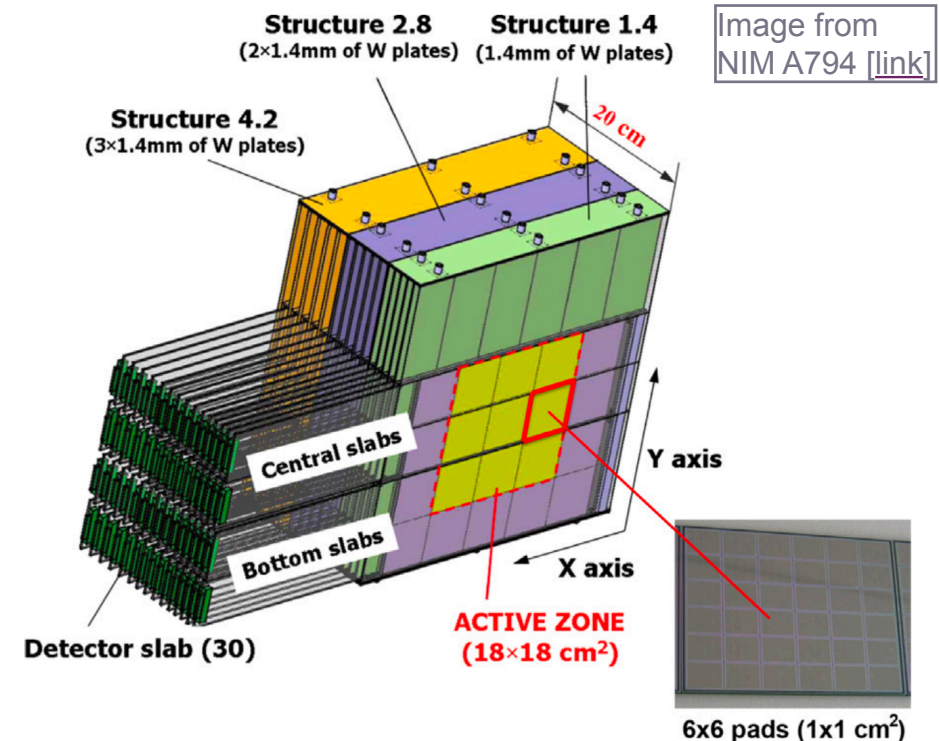 Structure 2.8
(2×1.4mm of W plates)
Structure 1.4
(1.4mm of W plates)
Image from
NIM A794 [link]
Structure 4.2
(3×1.4mm of W plates)
20 cm
Central slabs
Bottom slabs
Y axis
X axis
Detector slab (30)
ACTIVE ZONE
(18×18 cm²)
6x6 pads (1x1 cm²)